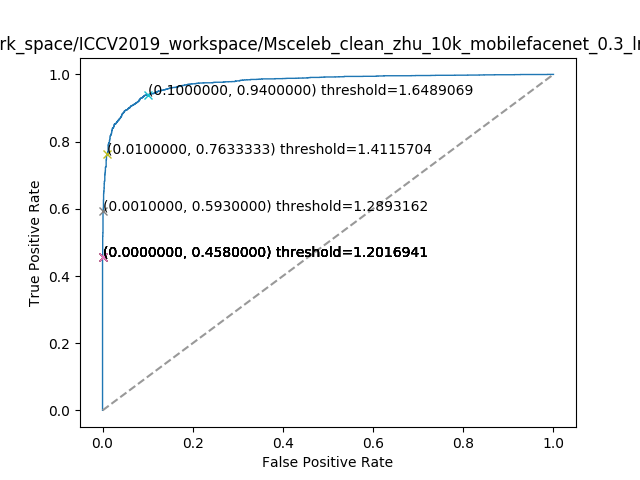 rk_space/ICCV2019_workspace/Msceleb_clean_zhu_10k_mobilefacenet_0.3_l
1.0
(0.1000000, 0.9400000) threshold=1.6489069
0.8
(0.0100000, 0.7633333) threshold=1.4115704
0.6
(0.0010000, 0.5930000) threshold=1.2893162
(0.0000000, 0.4580000) threshold=1.2016941
0.4
0.2
0.0
True Positive Rate
0.0 0.2 0.4 0.6 0.8 1.0
False Positive Rate